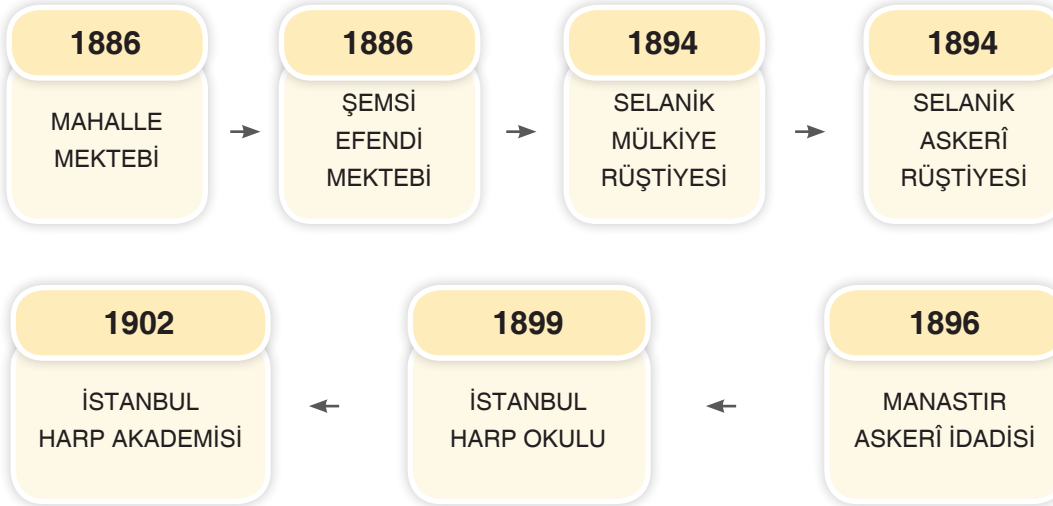 1886
MAHALLE
MEKTEBİ
1886
ŞEMSİ
EFENDİ
MEKTEBİ
1894
SELANİK
MÜLKİYE
RÜŞTİYESİ
1894
SELANİK
ASKERÎ
RÜŞTİYESİ
1902
İSTANBUL
HARP AKADEMİSİ
1899
İSTANBUL
HARP OKULU
1896
MANASTIR
ASKERÎ İDADİSİ